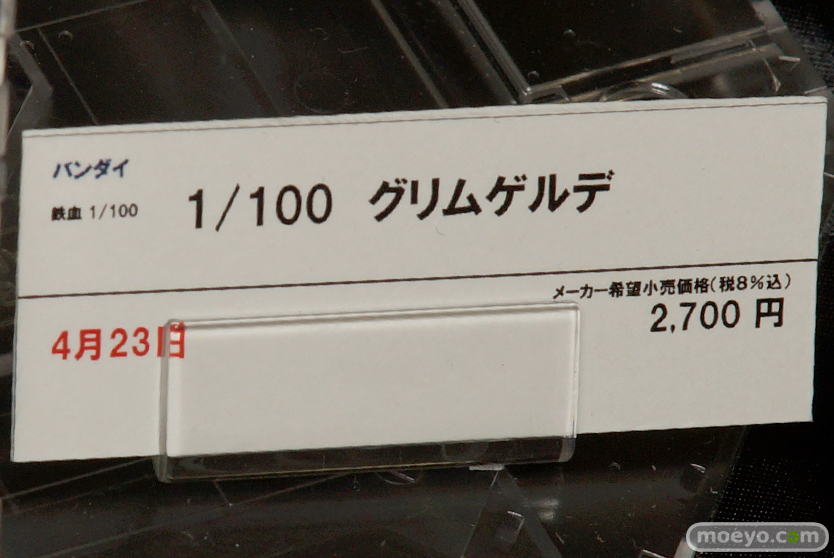 バンダイ
鉄血 1/100
1/100 グリムゲルデ
メーカー希望小売価格(税8%込)
2,700 円
4月23日
moéyo.com